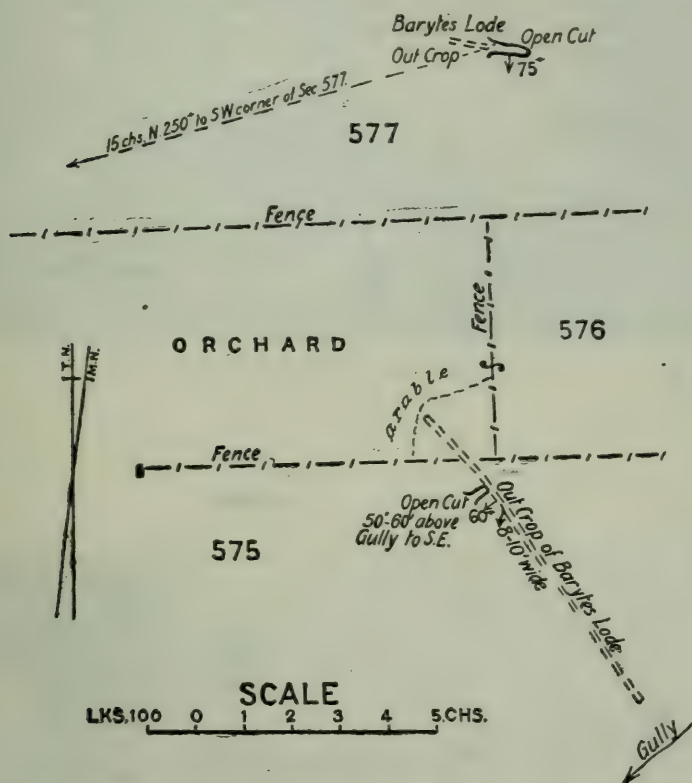 Barytes Lode
Open Cut
Out Crop
75°
15 chs. N. 250° to S W corner of Sec. 577.
577
Fence
T.N.
M.N.
ORCHARD
Fence
576
arable
Fence
Open Cut
50'-60' above
Gully to S.E.
60°
8-10' wide
Out Crop of Barytes Lode
575
SCALE
LKS,100 0 1 2 3 4 5,CHS.
Gully